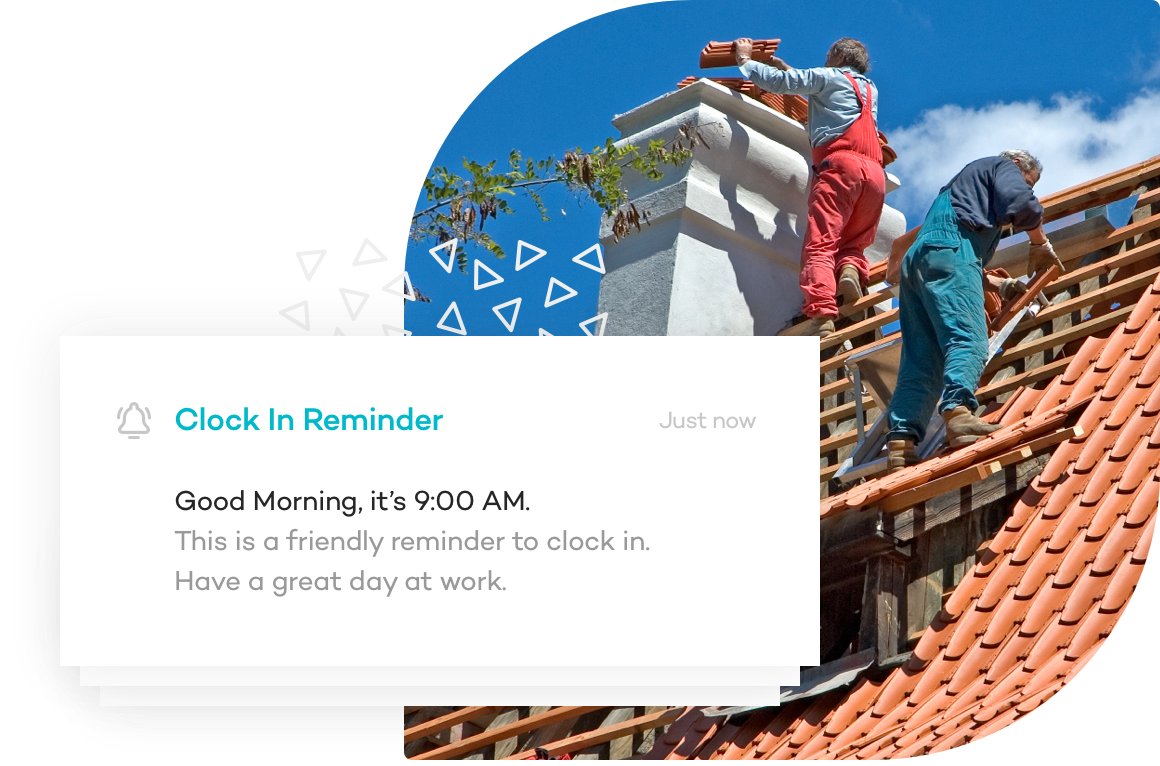 Clock In Reminder
Just now
Good Morning, it’s 9:00 AM.
This is a friendly reminder to clock in.
Have a great day at work.